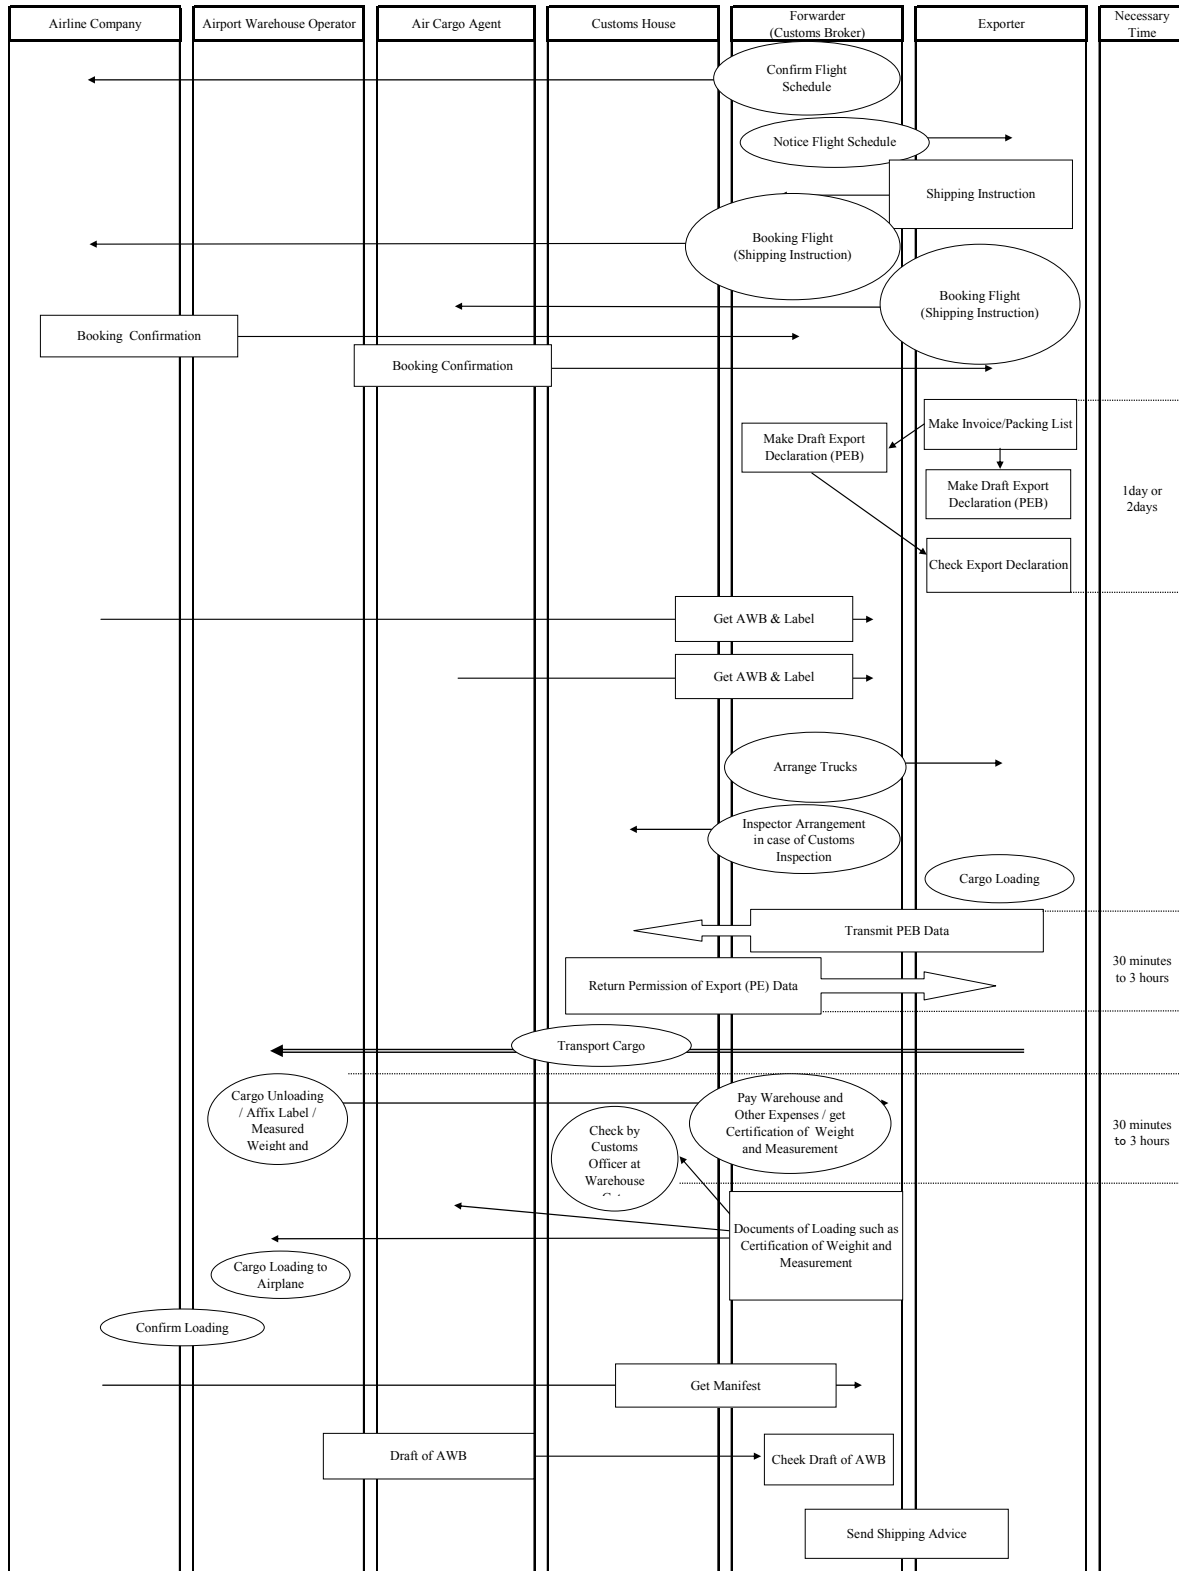 Airline Company
Airport Warehouse Operator
Air Cargo Agent
Customs House
Forwarder
(Customs Broker)
Exporter
Necessary
Time
Confirm Flight
Schedule
Notice Flight Schedule
Shipping Instruction
Booking Flight
(Shipping Instruction)
Booking Flight
(Shipping Instruction)
Booking Confirmation
Booking Confirmation
Make Invoice/Packing List
Make Draft Export
Declaration (PEB)
Make Draft Export
Declaration (PEB)
1day or
2days
Check Export Declaration
Get AWB & Label
Get AWB & Label
Arrange Trucks
Inspector Arrangement
in case of Customs
Inspection
Cargo Loading
Transmit PEB Data
30 minutes
to 3 hours
Return Permission of Export (PE) Data
Transport Cargo
Cargo Unloading
/ Affix Label /
Measured
Weight and
Pay Warehouse and
Other Expenses / get
Certification of Weight
and Measurement
30 minutes
to 3 hours
Check by
Customs
Officer at
Warehouse
Documents of Loading such as
Certification of Weighit and
Measurement
Cargo Loading to
Airplane
Confirm Loading
Get Manifest
Draft of AWB
Cheek Draft of AWB
Send Shipping Advice